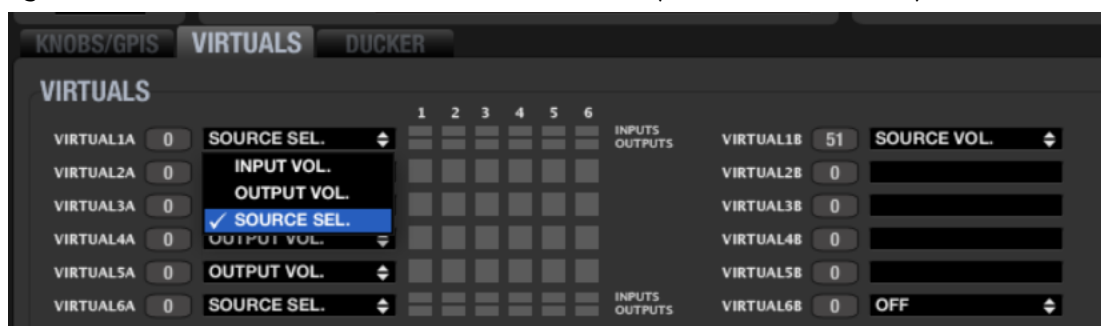 KNOBS/GPIS VIRTUALS DUCKER
VIRTUALS
1 2 3 4 5 6
VIRTUAL1A 0 SOURCE SEL. INPUTS OUTPUTS VIRTUAL1B 51 SOURCE VOL.
VIRTUAL2A 0 INPUT VOL. VIRTUAL2B 0
OUTPUT VOL.
VIRTUAL3A 0 SOURCE SEL. VIRTUAL3B 0
VIRTUAL4A 0 OUTPUT VOL. VIRTUAL4B 0
VIRTUAL5A 0 OUTPUT VOL. VIRTUAL5B 0
VIRTUAL6A 0 SOURCE SEL. INPUTS OUTPUTS VIRTUAL6B 0 OFF